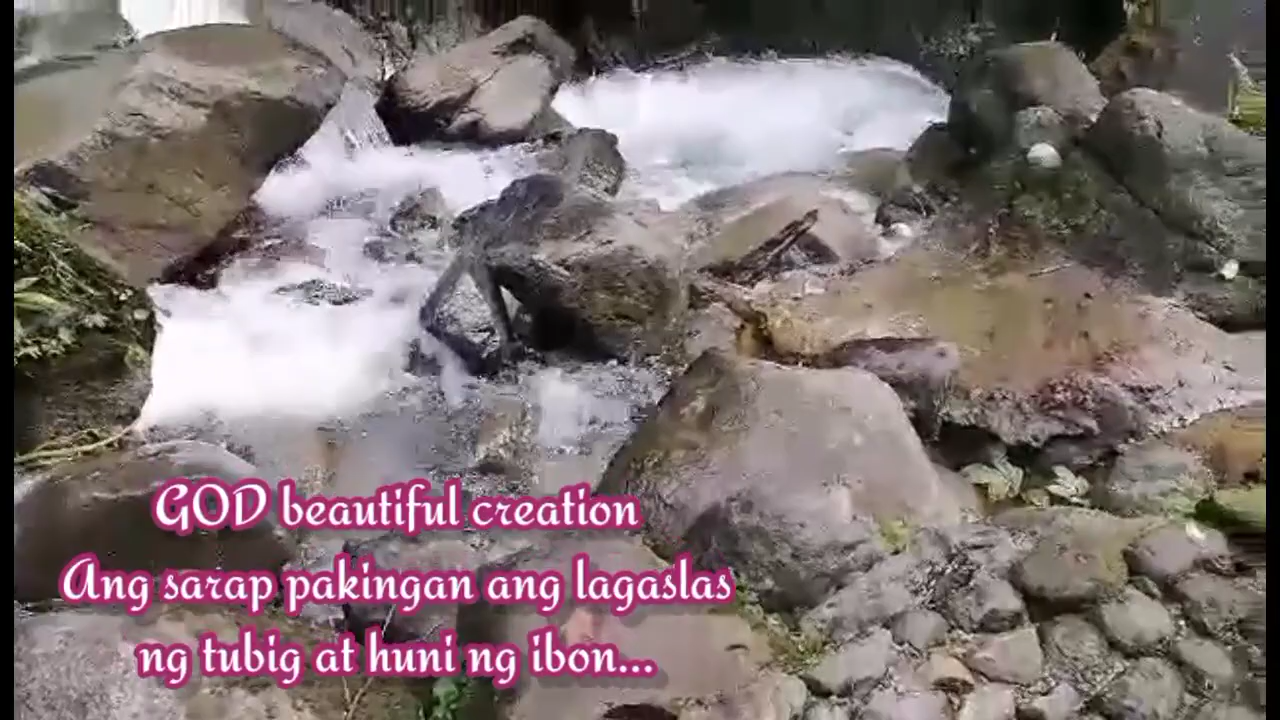 GOD beautiful creation
Ang sarap pakingan ang lagaslas
ng tubig at huni ng ibon...